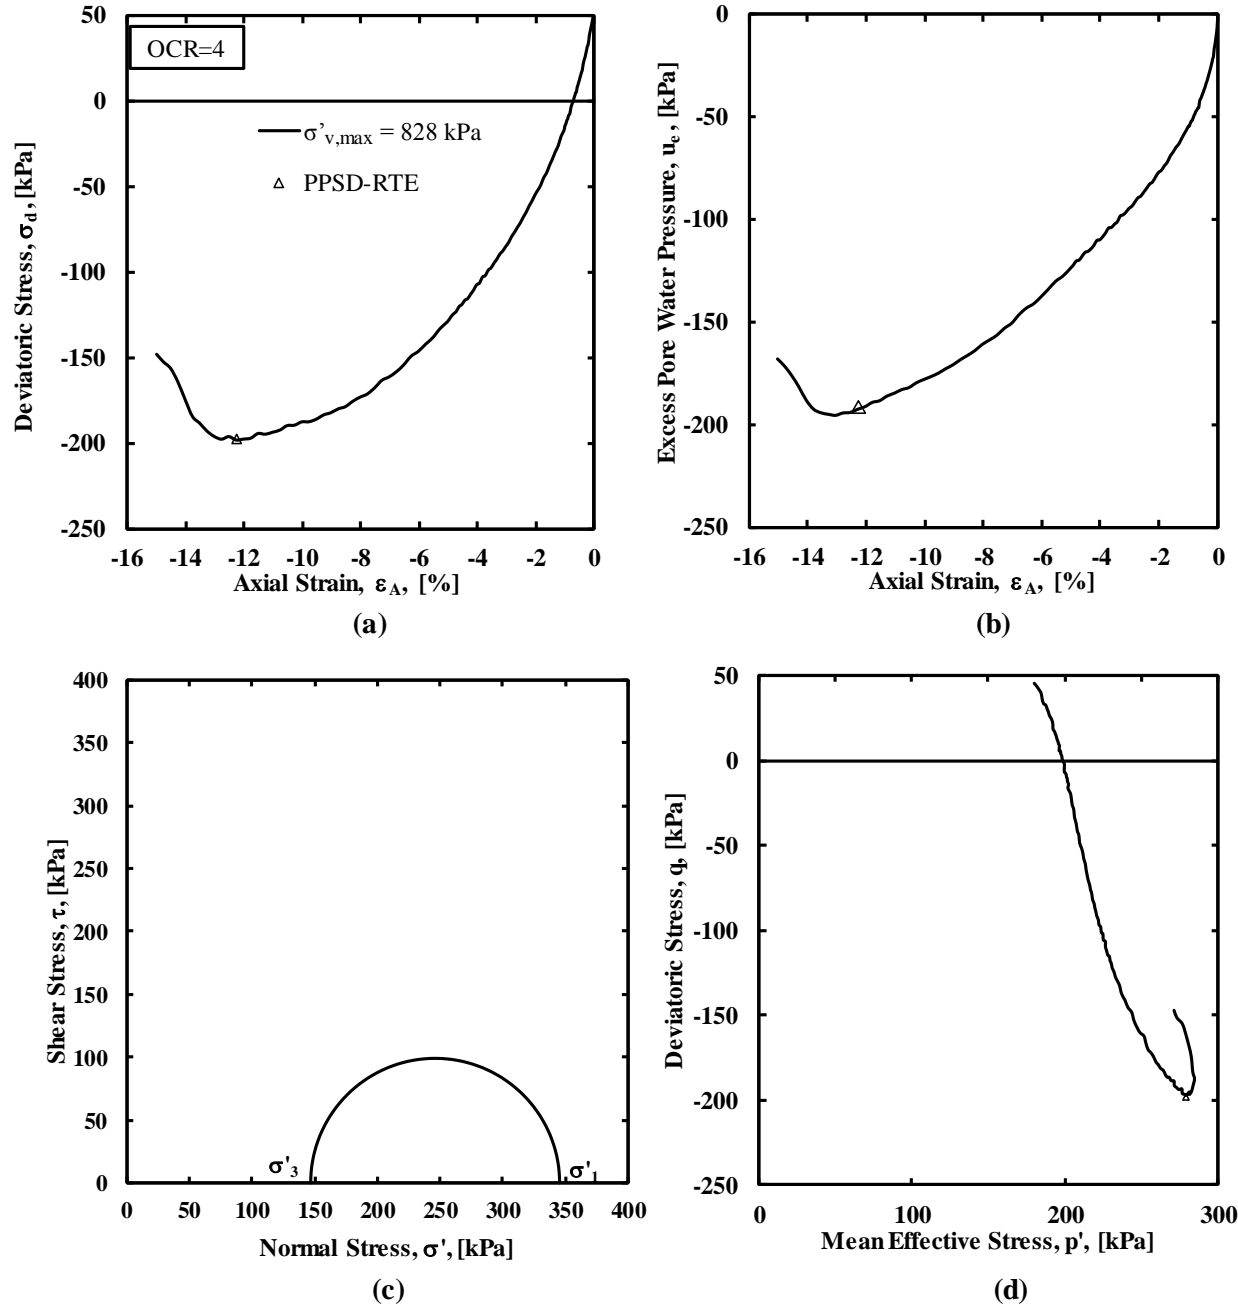 50
0
-50
-100
-150
-200
-250
-16 -14 -12 -10 -8 -6 -4 -2 0
Deviatoric Stress, σd, [kPa]
Axial Strain, εA, [%]
OCR=4
σ’v,max = 828 kPa
PPSD-RTE
(a)
0
-50
-100
-150
-200
-250
-16 -14 -12 -10 -8 -6 -4 -2 0
Excess Pore Water Pressure, ue, [kPa]
Axial Strain, εA, [%]
(b)
400
350
300
250
200
150
100
50
0
0 50 100 150 200 250 300 350 400
Shear Stress, τ, [kPa]
σ'3
σ'1
Normal Stress, σ', [kPa]
(c)
50
0
-50
-100
-150
-200
-250
0 100 200 300
Deviatoric Stress, q, [kPa]
Mean Effective Stress, p', [kPa]
(d)